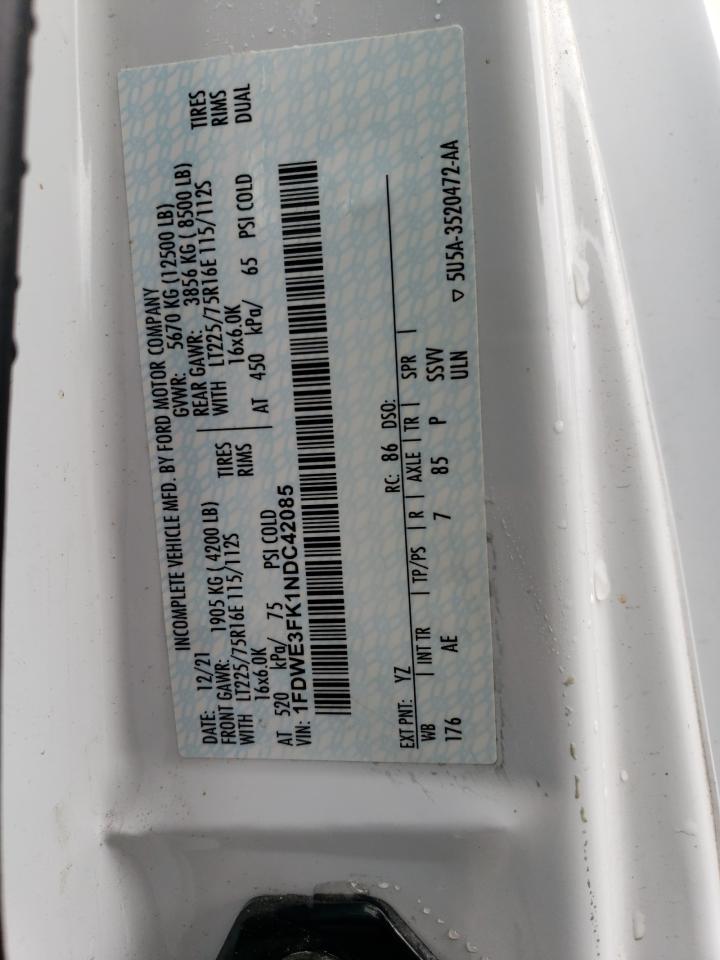 INCOMPLETE VEHICLE MFD. BY FORD MOTOR COMPANY
DATE: 12/21 GVWR: 5670 KG (12500 LB)
FRONT GAWR: 1905 KG ( 4200 LB) REAR GAWR: 3856 KG ( 8500 LB)
WITH LT225/75R16E 115/112S TIRES WITH LT225/75R16E 115/112S TIRES
16x6.0K RIMS 16x6.0K RIMS
AT 520 kPa/ 75 PSI COLD AT 450 kPa/ 65 PSI COLD DUAL
VIN: 1FDWE3FK1NDC42085
EXT PNT: YZ RC: 86 DSO:
WB | INT TR | TP/PS | R | AXLE | TR | SPR |
176 AE 7 85 P SSVV
ULN
▽ 5U5A-3520472-AA